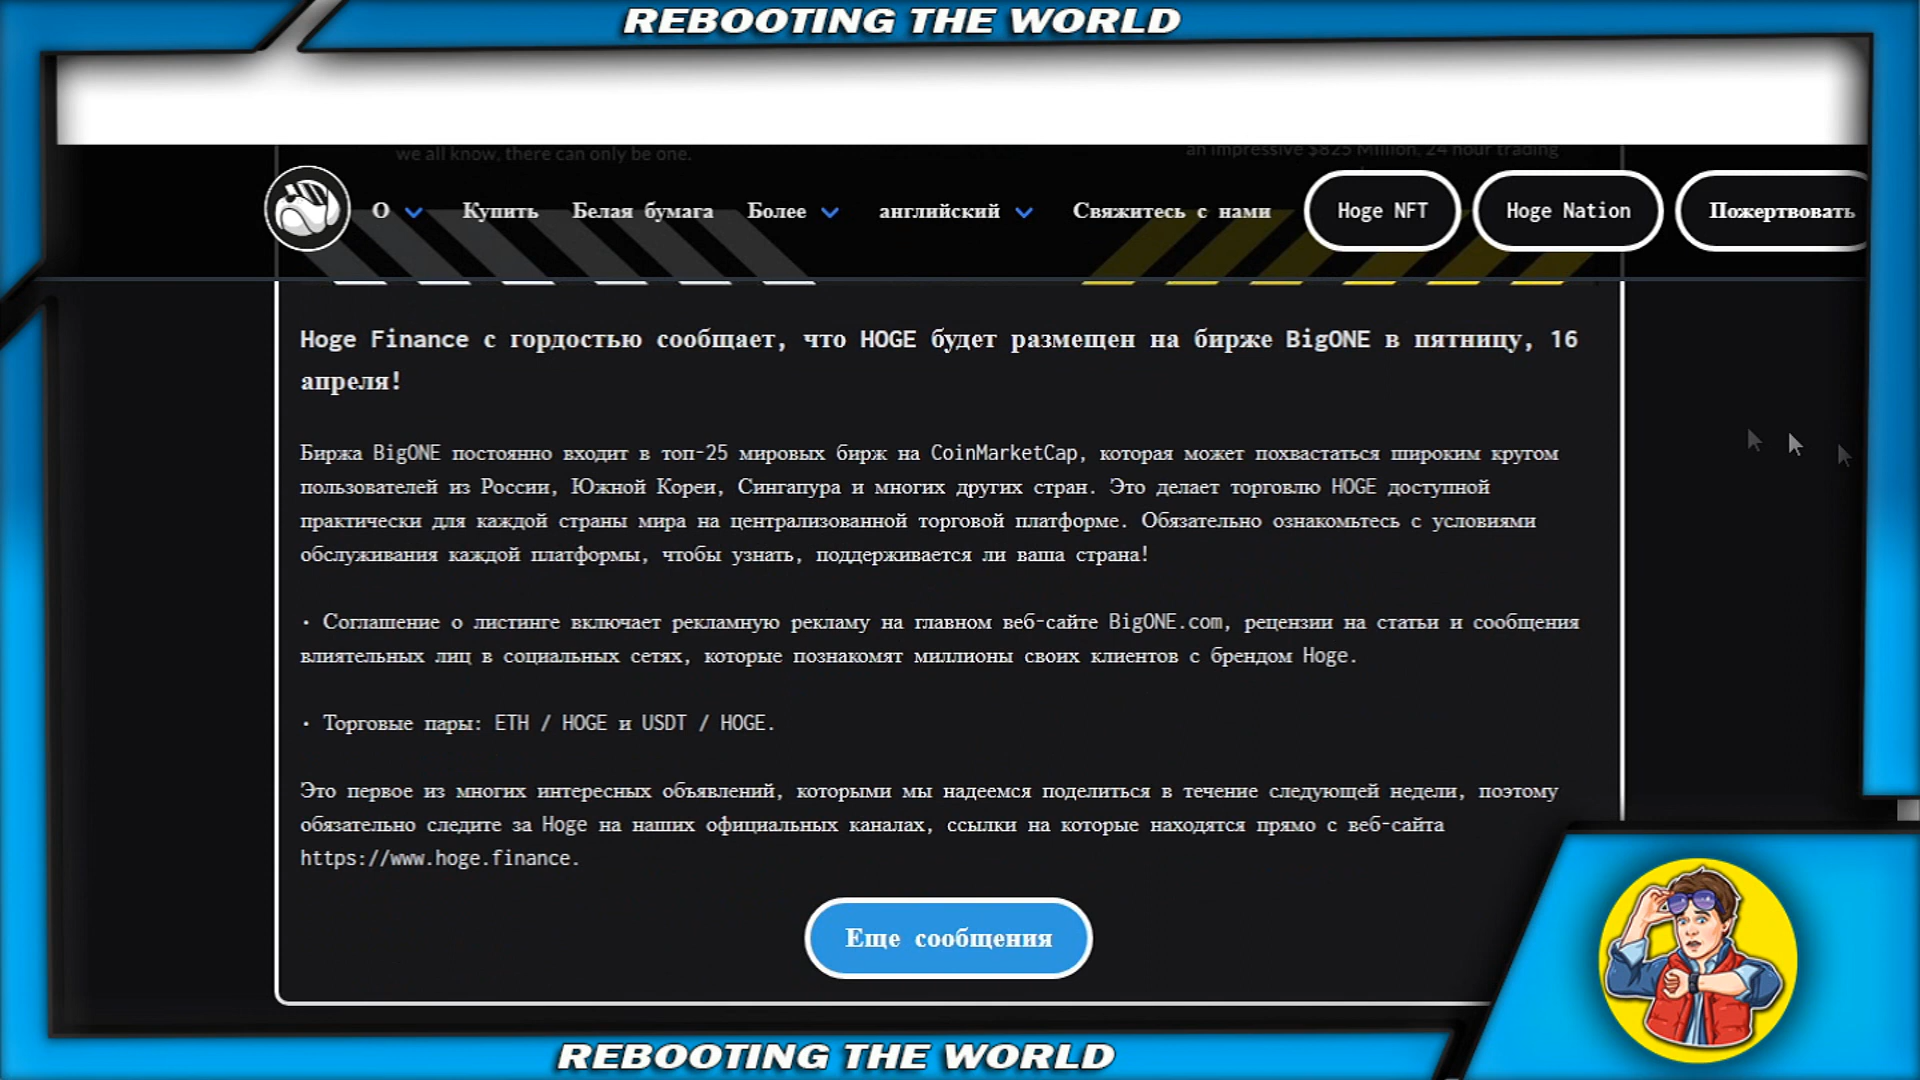 REBOOTING THE WORLD
we all know, there can only be one.
an impressive $825 Million, 24 hour trading
О
Купить
Белая бумага
Более
английский
Свяжитесь с нами
Hoge NFT
Hoge Nation
Пожертвовать
Hoge Finance с гордостью сообщает, что HOGE будет размещен на бирже BigONE в пятницу, 16
апреля!
Биржа BigONE постоянно входит в топ-25 мировых бирж на CoinMarketCap, которая может похвастаться широким кругом
пользователей из России, Южной Кореи, Сингапура и многих других стран. Это делает торговлю HOGE доступной
практически для каждой страны мира на централизованной торговой платформе. Обязательно ознакомьтесь с условиями
обслуживания каждой платформы, чтобы узнать, поддерживается ли ваша страна!
· Соглашение о листинге включает рекламную рекламу на главном веб-сайте BigONE.com, рецензии на статьи и сообщения
влиятельных лиц в социальных сетях, которые познакомят миллионы своих клиентов с брендом Hoge.
· Торговые пары: ETH / HOGE и USDT / HOGE.
Это первое из многих интересных объявлений, которыми мы надеемся поделиться в течение следующей недели, поэтому
обязательно следите за Hoge на наших официальных каналах, ссылки на которые находятся прямо с веб-сайта
https://www.hoge.finance.
Еще сообщения
REBOOTING THE WORLD